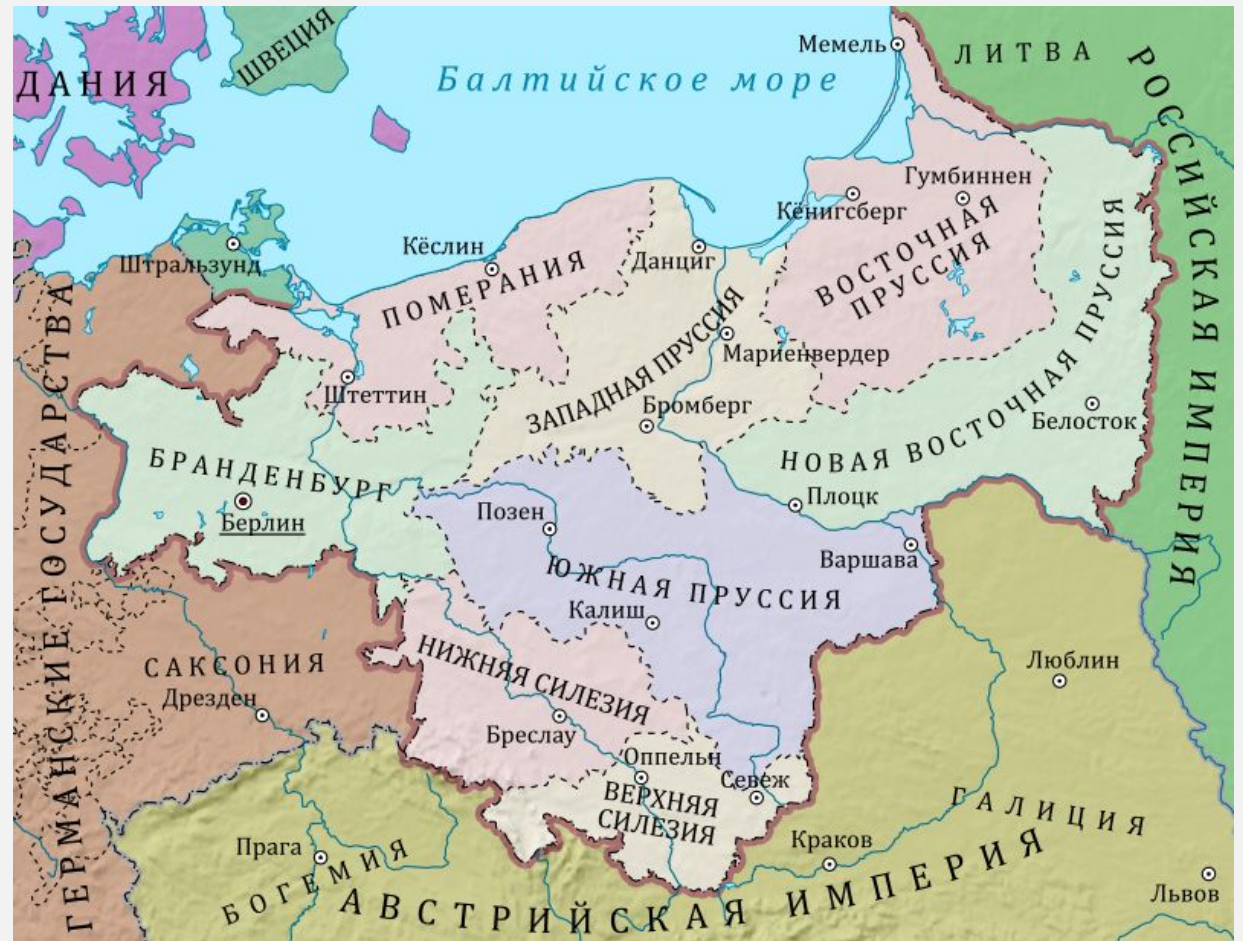 ДАНИЯ
ШВЕЦИЯ
Балтийское море
Мемель
ЛИТВА
РОССИЙСКАЯ ИМПЕРИЯ
Гумбиннен
Кёнигсберг
ВОСТОЧНАЯ
ПРУССИЯ
Кёслин
Данциг
Штральзунд
ПОМЕРАНИЯ
ЗАПАДНАЯ ПРУССИЯ
Мариенвердер
Штеттин
Бромберг
НОВАЯ ВОСТОЧНАЯ ПРУССИЯ
Белосток
ГЕРМАНСКИЕ ГОСУДАРСТВА
БРАНДЕНБУРГ
Берлин
Позен
Плоцк
Варшава
ЮЖНАЯ ПРУССИЯ
Калиш
САКСОНИЯ
Дрезден
НИЖНЯЯ СИЛЕЗИЯ
Люблин
Бреслау
Оппельн
Севеж
ВЕРХНЯЯ
СИЛЕЗИЯ
ГАЛИЦИЯ
Прага
БОГЕМИЯ
Краков
АВСТРИЙСКАЯ ИМПЕРИЯ
Львов